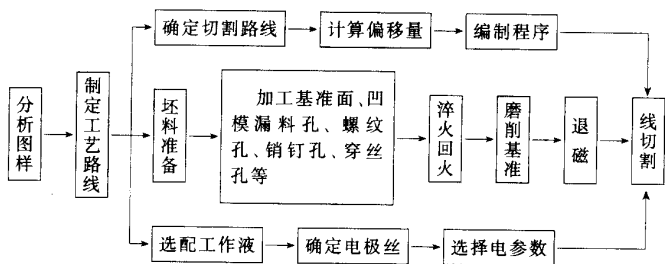 确定切割路线
计算偏移量
编制程序
分析图样
制定工艺路线
坯料准备
加工基准面、凹
模漏料孔、螺纹
孔、销钉孔、穿丝
孔等
淬火回火
磨削基准
退磁
线切割
选配工作液
确定电极丝
选择电参数